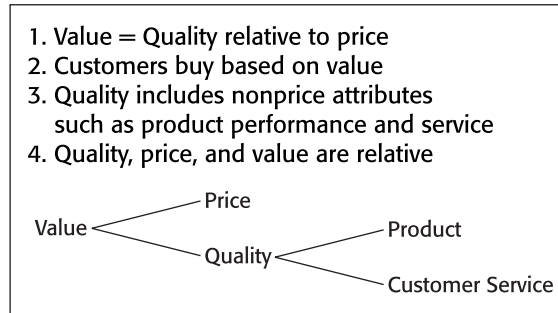 1. Value = Quality relative to price
2. Customers buy based on value
3. Quality includes nonprice attributes
such as product performance and service
4. Quality, price, and value are relative
Price
Value
Product
Quality
Customer Service